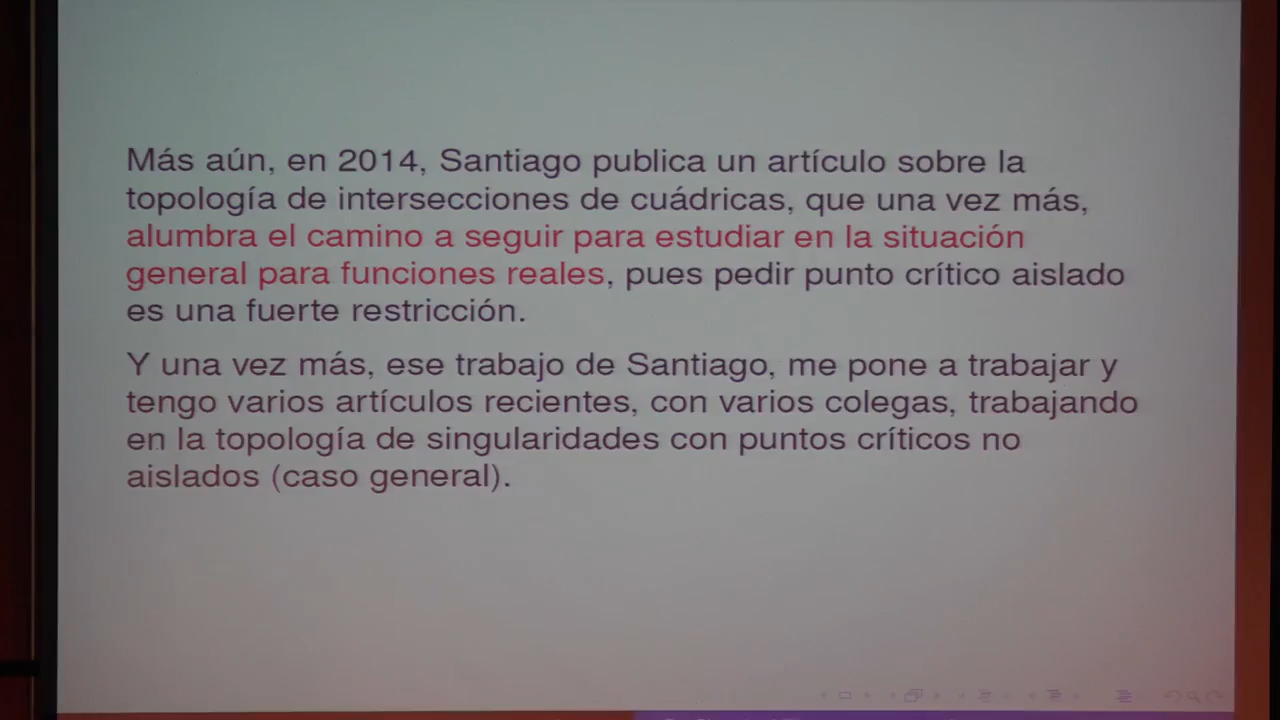 Más aún, en 2014, Santiago publica un artículo sobre la
topología de intersecciones de cuádricas, que una vez más,
alumbra el camino a seguir para estudiar en la situación
general para funciones reales, pues pedir punto crítico aislado
es una fuerte restricción.
Y una vez más, ese trabajo de Santiago, me pone a trabajar y
tengo varios artículos recientes, con varios colegas, trabajando
en la topología de singularidades con puntos críticos no
aislados (caso general).